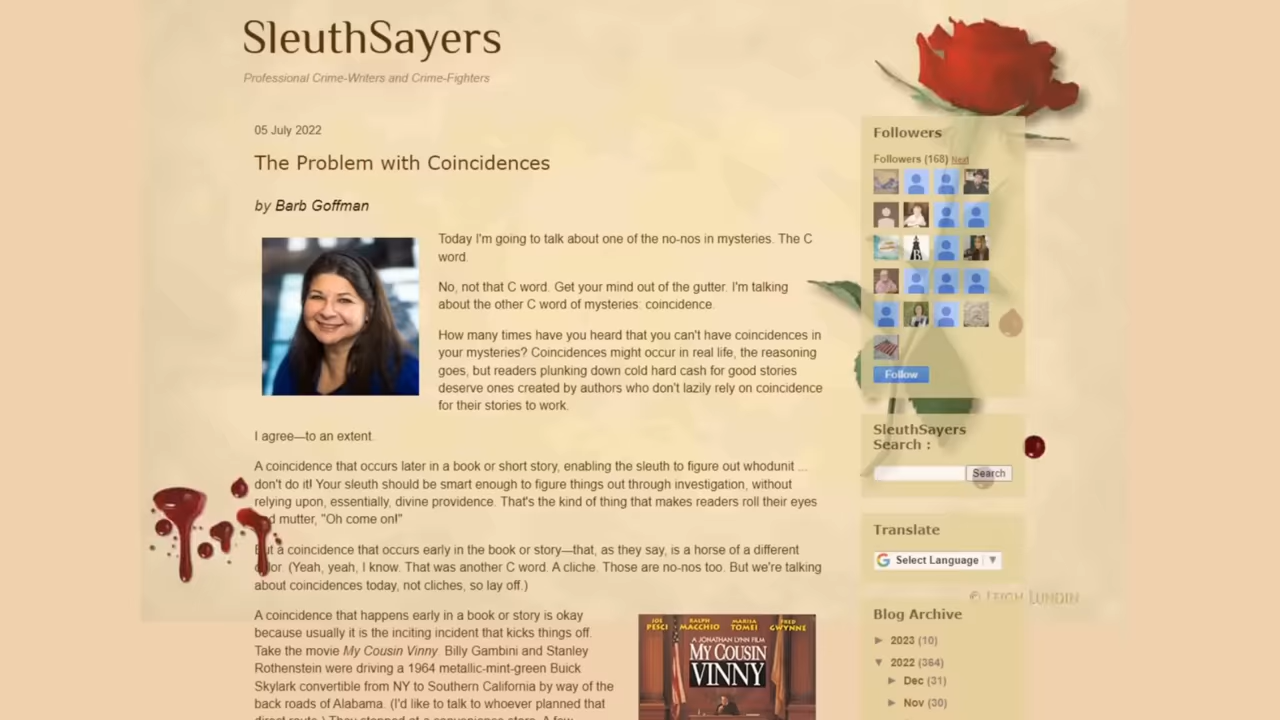 SleuthSayers
Professional Crime-Writers and Crime-Fighters
05 July 2022
The Problem with Coincidences
by Barb Goffman
Today I'm going to talk about one of the no-nos in mysteries. The C
word.
No, not that C word. Get your mind out of the gutter. I'm talking
about the other C word of mysteries: coincidence.
How many times have you heard that you can't have coincidences in
your mysteries? Coincidences might occur in real life, the reasoning
goes, but readers plunking down cold hard cash for good stories
deserve ones created by authors who don't lazily rely on coincidence
for their stories to work.
I agree—to an extent.
A coincidence that occurs later in a book or short story, enabling the sleuth to figure out whodunit ...
don't do it! Your sleuth should be smart enough to figure things out through investigation, without
relying upon, essentially, divine providence. That's the kind of thing that makes readers roll their eyes
and mutter, "Oh come on!"
But a coincidence that occurs early in the book or story—that, as they say, is a horse of a different
color. (Yeah, yeah, I know. That was another C word. A cliche. Those are no-nos too. But we're talking
about coincidences today, not cliches, so lay off.)
A coincidence that happens early in a book or story is okay
because usually it is the inciting incident that kicks things off.
Take the movie My Cousin Vinny. Billy Gambini and Stanley
Rothenstein were driving a 1964 metallic-mint-green Buick
Skylark convertible from NY to Southern California by way of the
back roads of Alabama. (I'd like to talk to whoever planned that
direct route.) They stopped at a convenience store. A few
JOE PESCI RALPH MACCHIO MARISA TOMEI FRED GWYNNE
A JONATHAN LYNN FILM
MY COUSIN
VINNY
Followers
Followers (168) Next
Follow
SleuthSayers
Search :
Search
Translate
Select Language ▼
© Leigh Lundin
Blog Archive
► 2023 (10)
▼ 2022 (364)
► Dec (31)
► Nov (30)